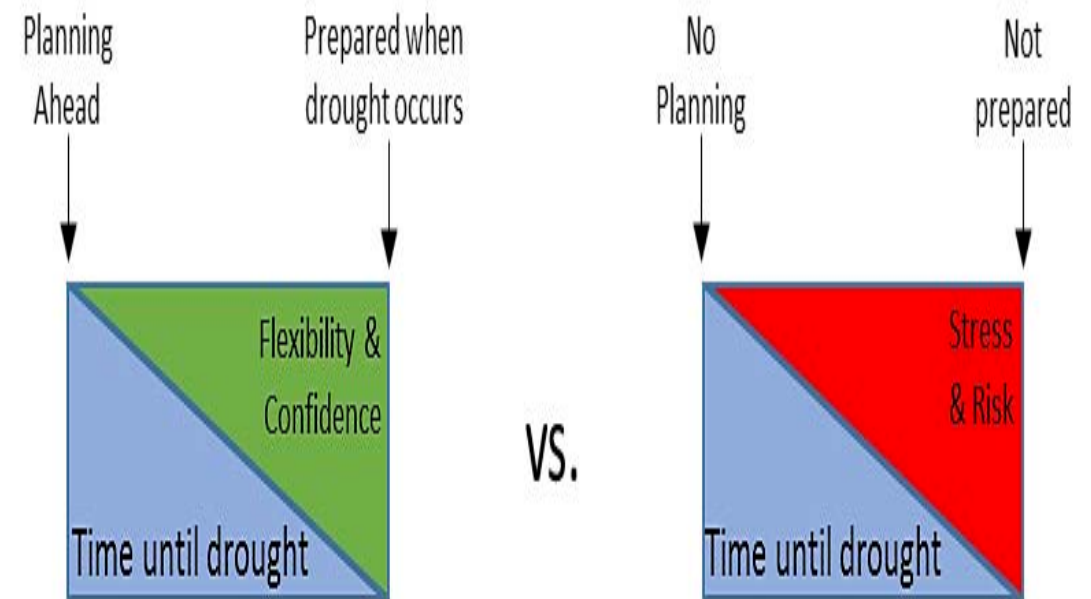 Planning
Ahead
Prepared when
drought occurs
No
Planning
Not
prepared
Flexibility &
Confidence
Time until drought
vs.
Stress
& Risk
Time until drought